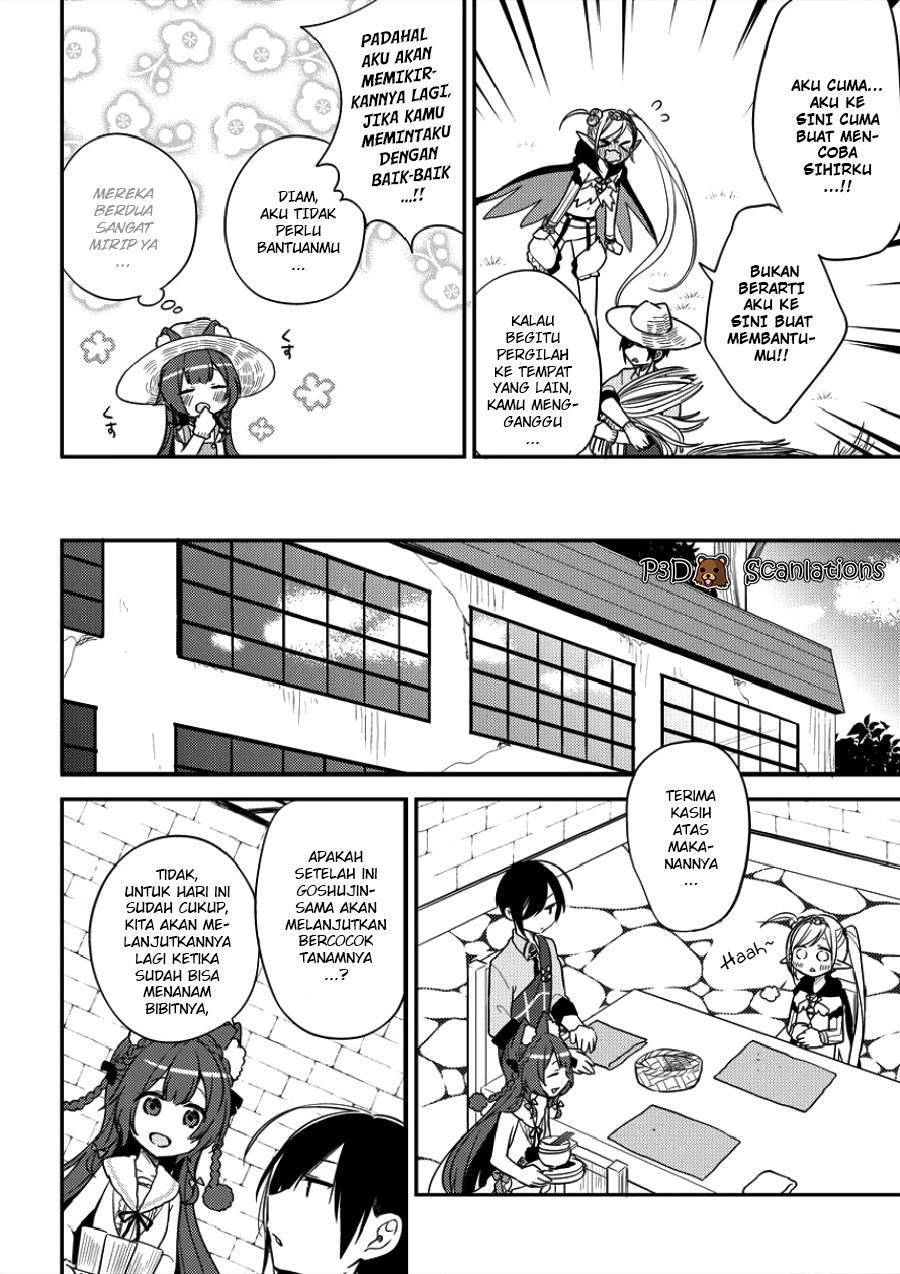 AKU CUMA...
AKU KE
SINI CUMA
BUAT MEN-
COBA
SIHIRKU
...!!
BUKAN
BERARTI
AKU KE
SINI BUAT
MEMBANTU-
MU!!
KALAU
BEGITU
PERGILAH
KE TEMPAT
YANG LAIN,
KAMU MENG-
GANGGU
...
PADAHAL
AKU AKAN
MEMIKIR-
KANNYA LAGI,
JIKA KAMU
MEMINTAKU
DENGAN
BAIK-BAIK
...!!
DIAM,
AKU TIDAK
PERLU
BANTUANMU
...
MEREKA
BERDUA
SANGAT
MIRIP YA
...
くす
くす
P3D Scanlations
TERIMA
KASIH
ATAS
MAKA-
NANNYA
...
Haah~
APAKAH
SETELAH INI
GOSHUJIN-
SAMA AKAN
MELANJUTKAN
BERCOCOK
TANAMNYA
...?
TIDAK,
UNTUK HARI INI
SUDAH CUKUP,
KITA AKAN ME-
LANJUTKANNYA
LAGI KETIKA
SUDAH BISA
MENANAM
BIBITNYA,